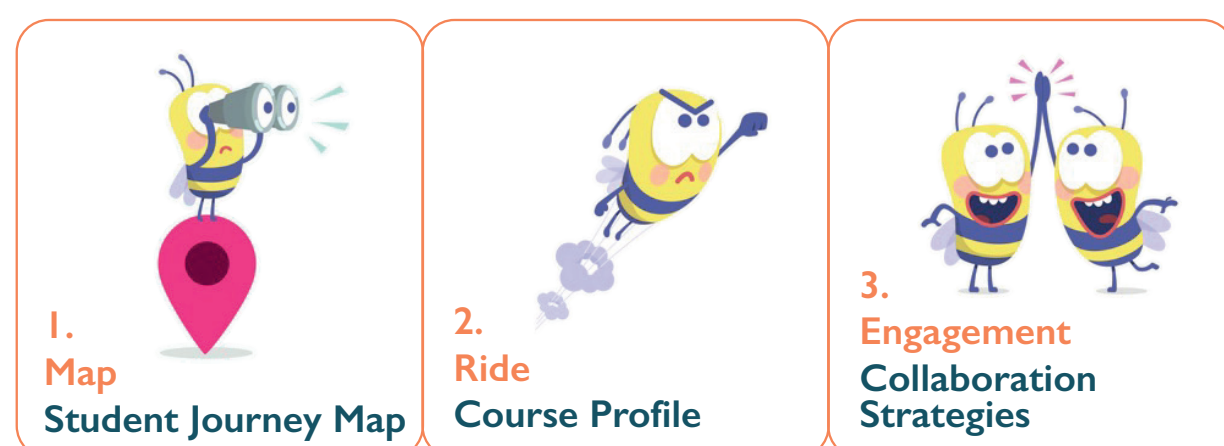 1.
Map
Student Journey Map
2.
Ride
Course Profile
3.
Engagement
Collaboration
Strategies